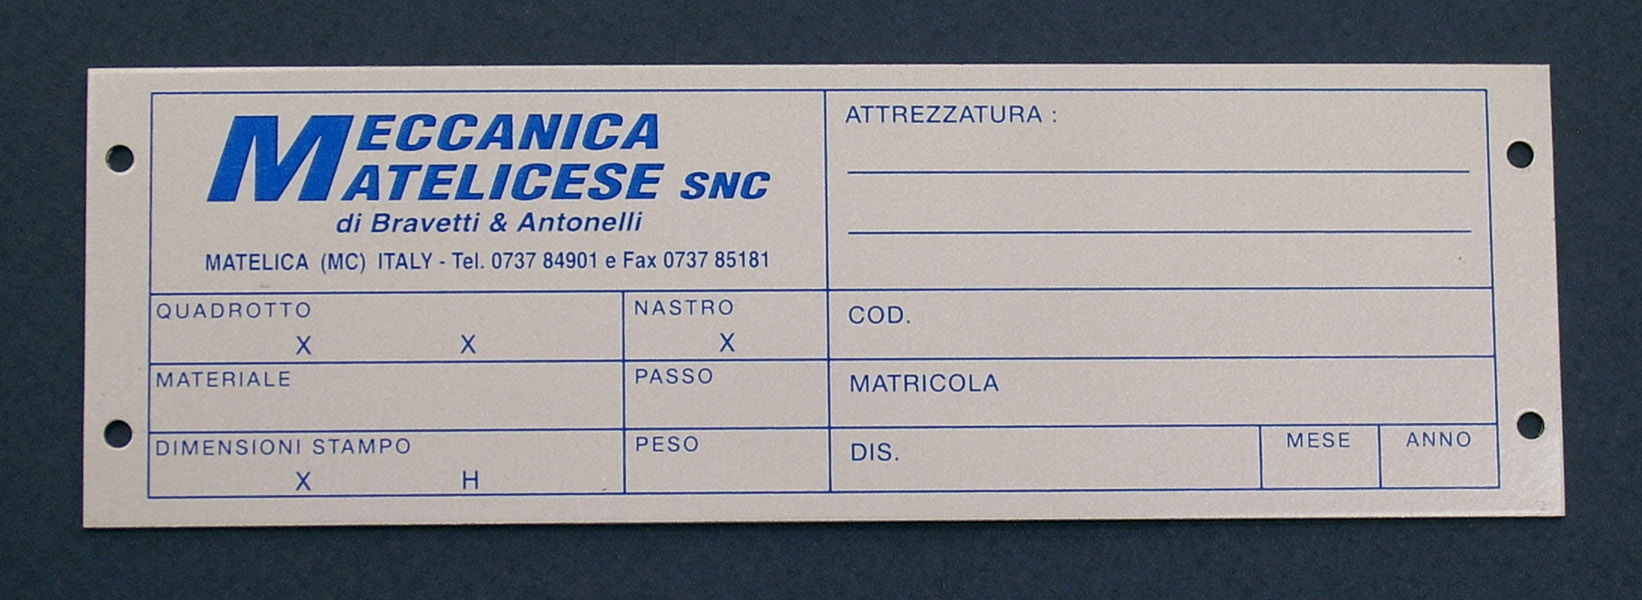 MECCANICA
MATELICESE SNC
di Bravetti & Antonelli
MATELICA (MC) ITALY - Tel. 0737 84901 e Fax 0737 85181
ATTREZZATURA :
QUADROTTO
X X
NASTRO
X
COD.
MATERIALE
PASSO
MATRICOLA
DIMENSIONI STAMPO
X H
PESO
DIS.
MESE
ANNO